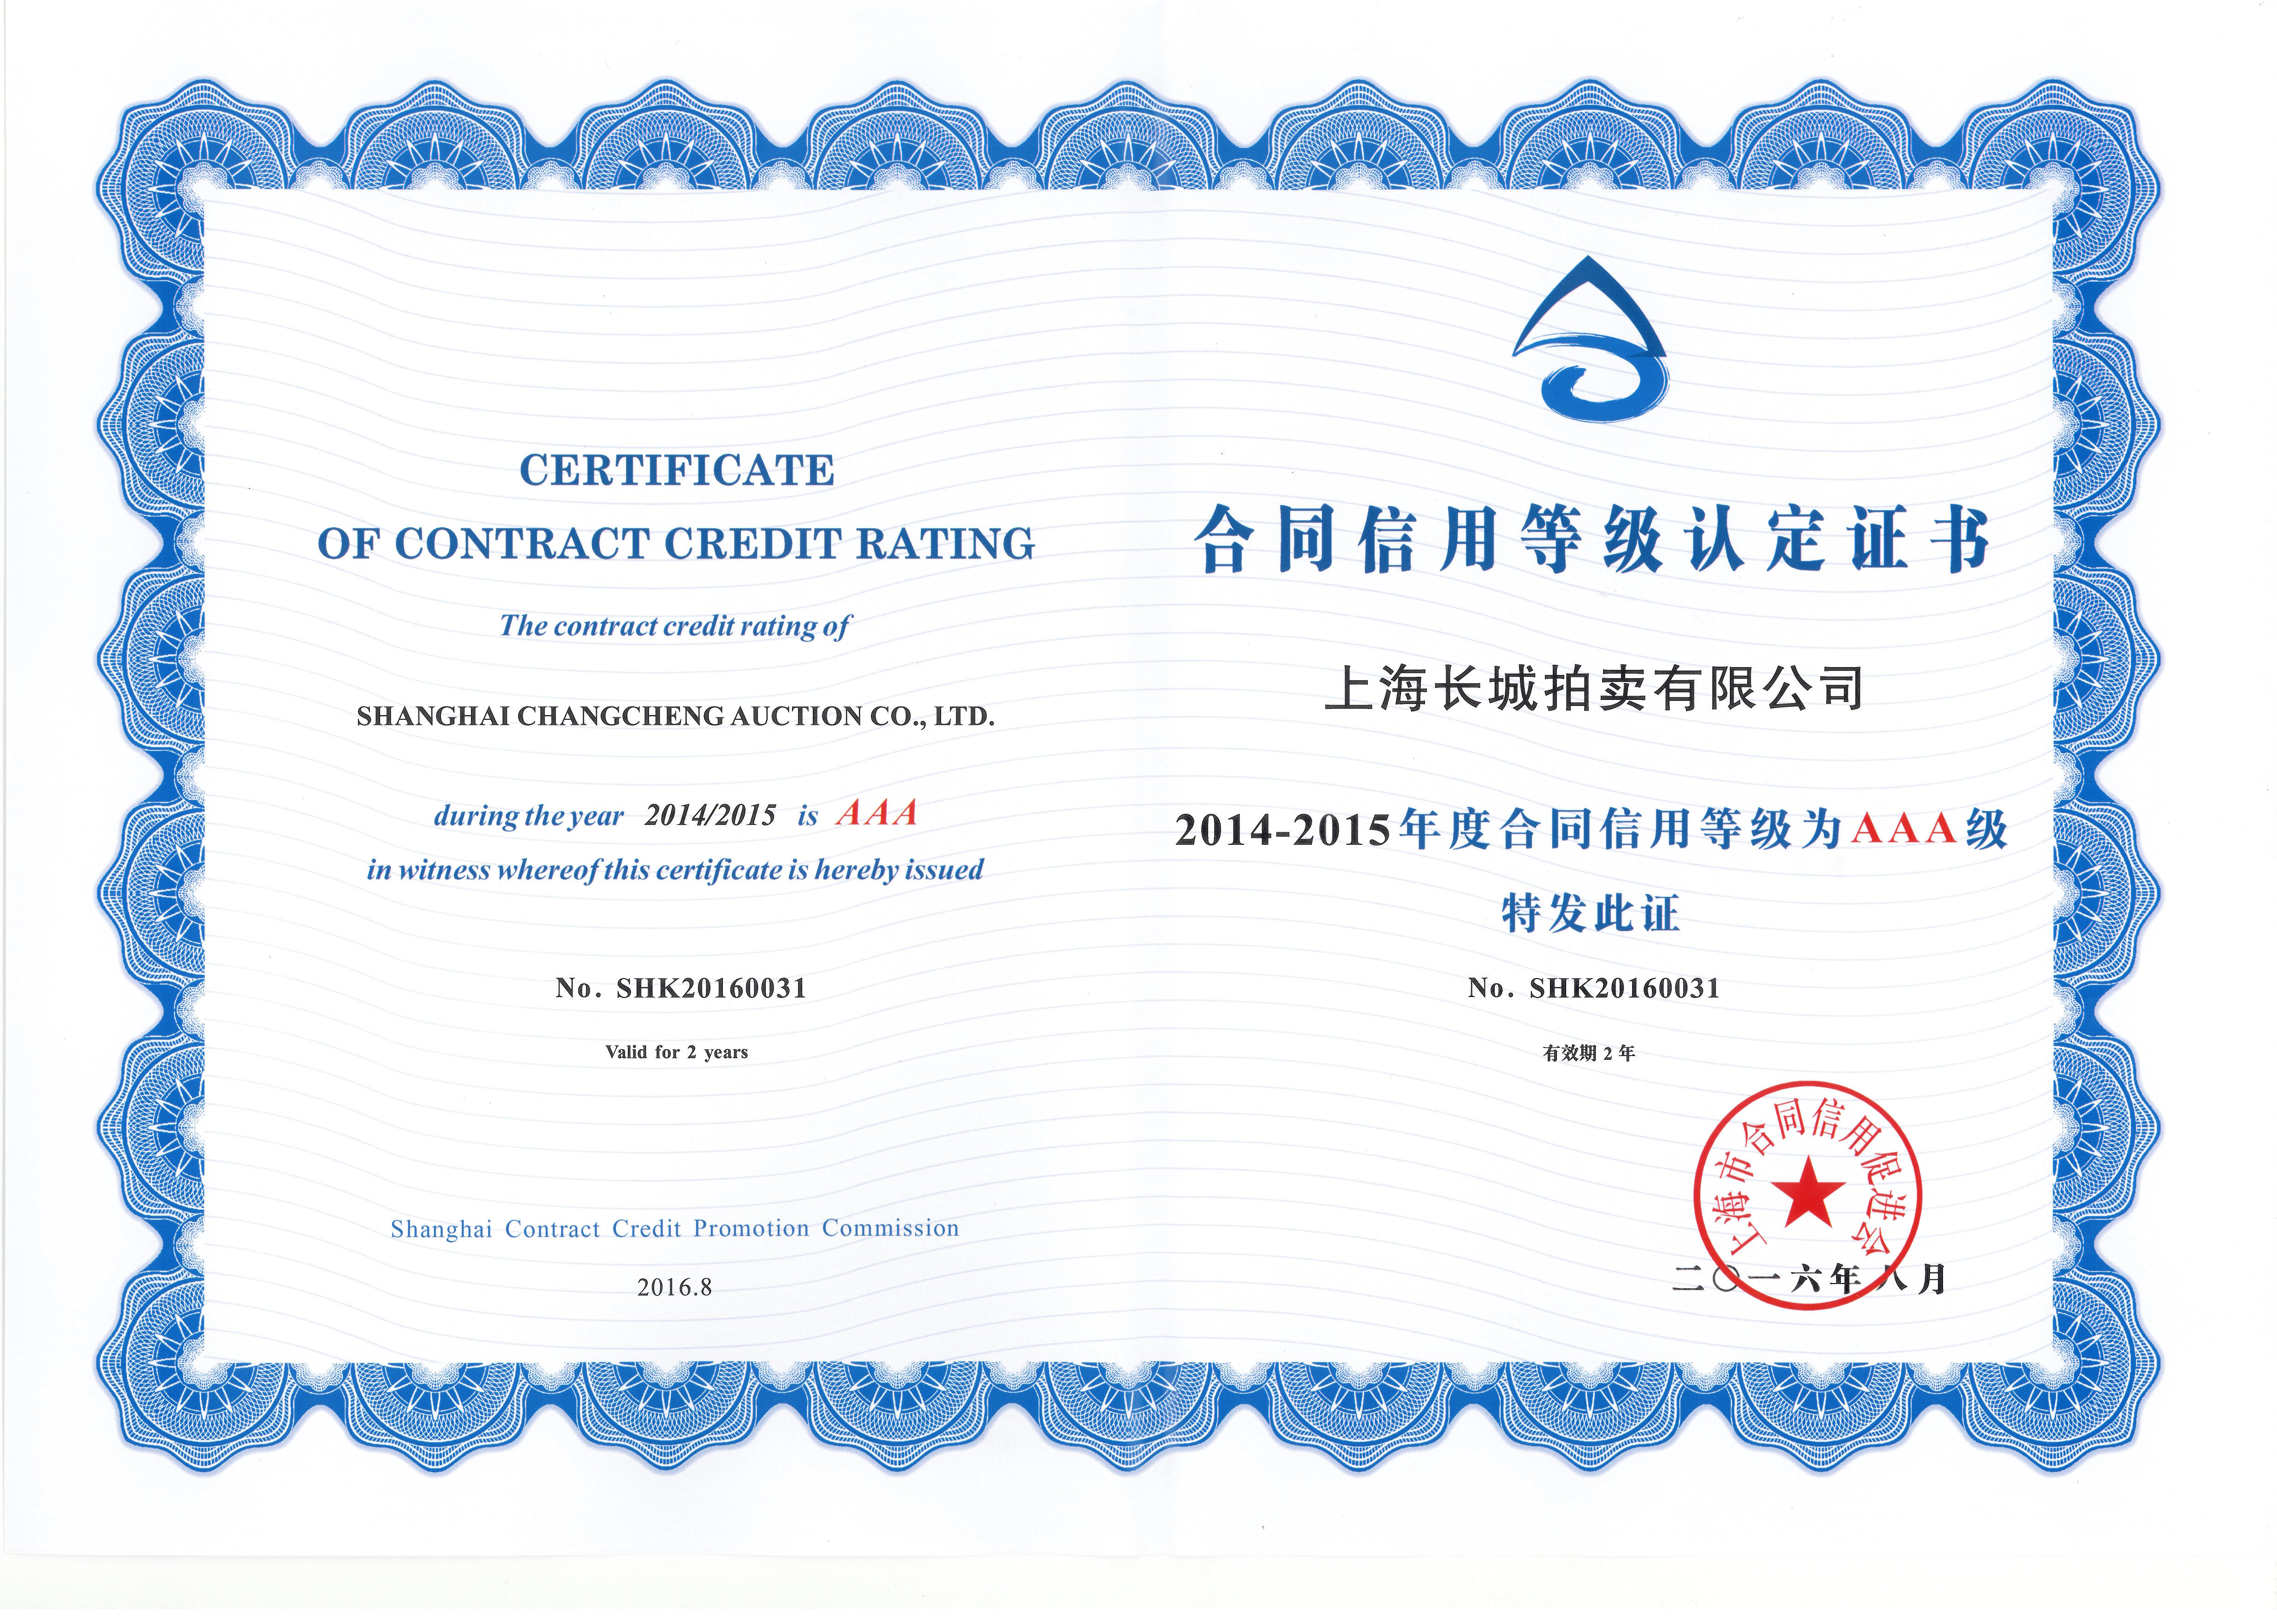 CERTIFICATE
OF CONTRACT CREDIT RATING
The contract credit rating of
SHANGHAI CHANGCHENG AUCTION CO., LTD.
during the year 2014/2015 is AAA
in witness whereof this certificate is hereby issued
No. SHK20160031
Valid for 2 years
Shanghai Contract Credit Promotion Commission
2016.8
合同信用等级认定证书
上海长城拍卖有限公司
2014-2015年度合同信用等级为AAA级
特发此证
No. SHK20160031
有效期 2 年
上海市合同信用促进会
二〇一六年八月